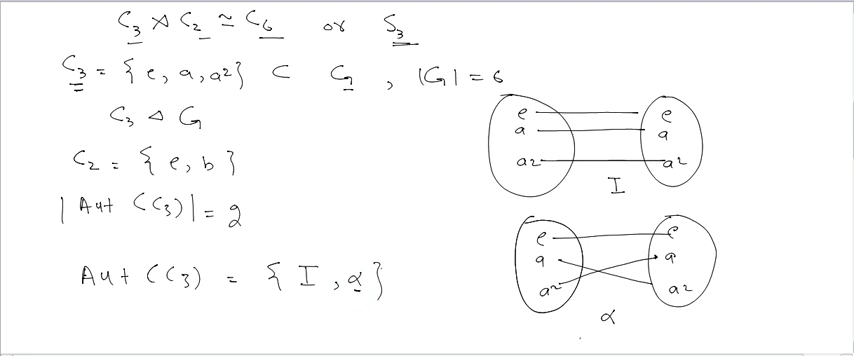 C₃ ⋊ C₂ ≃ C₆ or S₃
C₃ = { e, a, a² } ⊂ G , |G| = 6
C₃ ◁ G
C₂ = { e, b }
| Aut (C₃)| = 2
Aut (C₃) = { I , α }
e e
a a
a² a²
I
e e
a a
a² a²
α